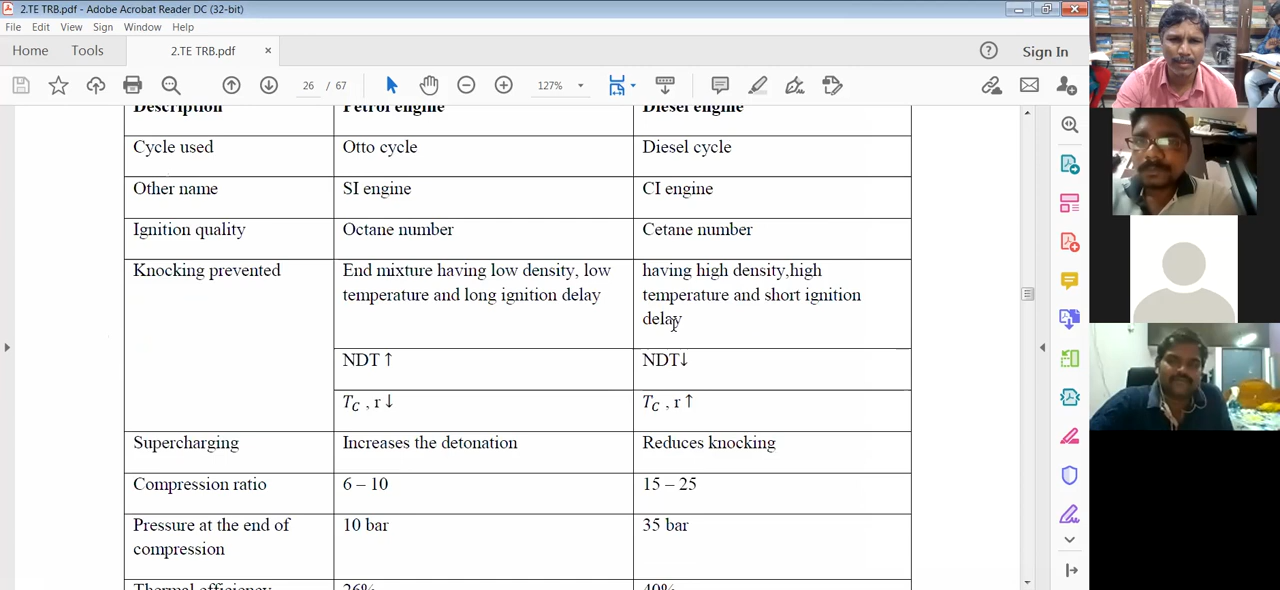 2.TE TRB.pdf - Adobe Acrobat Reader DC (32-bit)
File Edit View Sign Window Help
Home Tools 2.TE TRB.pdf × Sign In
26 / 67 127%
Description Petrol engine Diesel engine
Cycle used Otto cycle Diesel cycle
Other name SI engine CI engine
Ignition quality Octane number Cetane number
Knocking prevented End mixture having low density, low having high density,high
temperature and long ignition delay temperature and short ignition
delay
NDT ↑ NDT↓
T_C , r ↓ T_C , r ↑
Supercharging Increases the detonation Reduces knocking
Compression ratio 6 – 10 15 – 25
Pressure at the end of 10 bar 35 bar
compression
Thermal efficiency 26% 40%